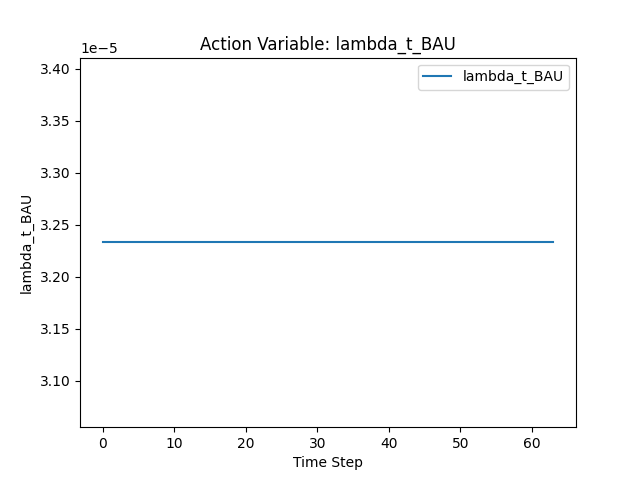 Action Variable: lambda_t_BAU
1e−5
3.40
3.35
3.30
3.25
3.20
3.15
3.10
lambda_t_BAU
lambda_t_BAU
0 10 20 30 40 50 60
Time Step